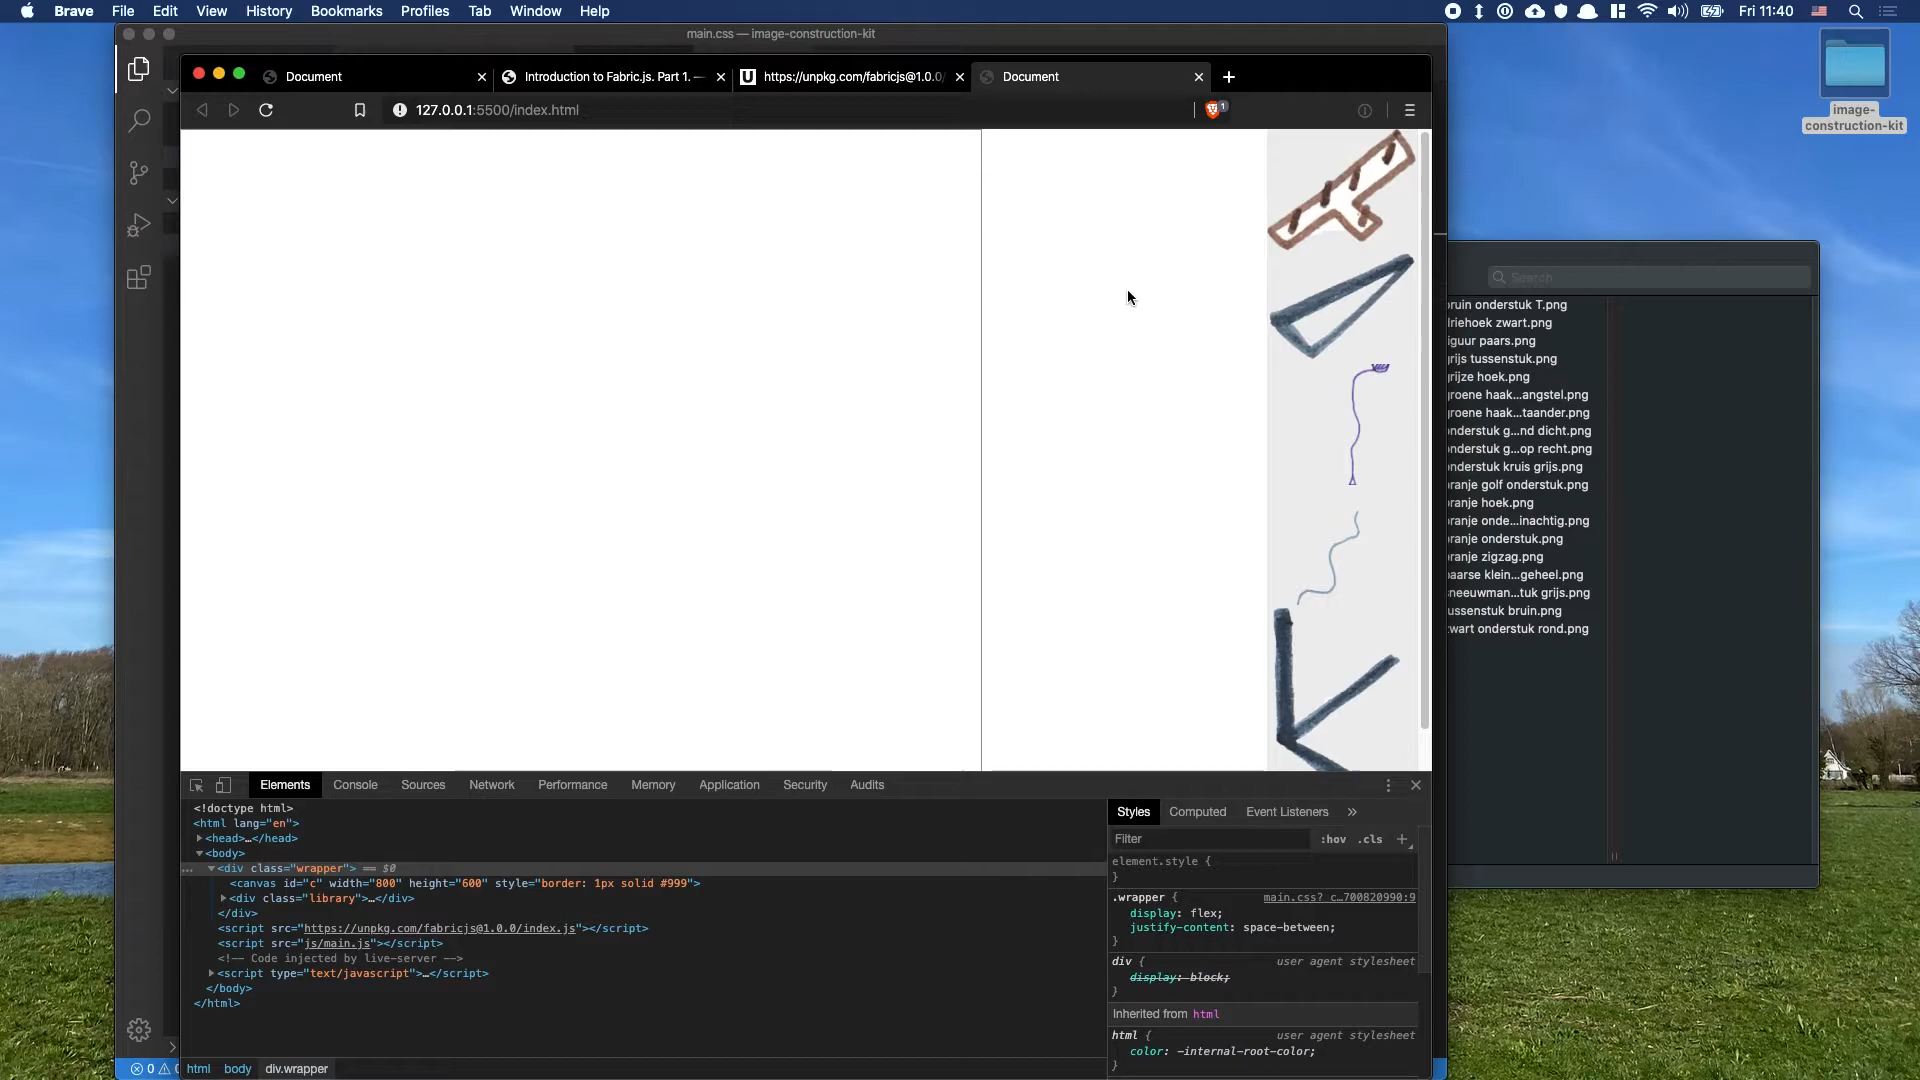 Brave File Edit View History Bookmarks Profiles Tab Window Help
Fri 11:40
main.css — image-construction-kit
Document
Introduction to Fabric.js. Part 1. —
https://unpkg.com/fabricjs@1.0.0/
Document
127.0.0.1:5500/index.html
1
image-
construction-kit
Search
ruin onderstuk T.png
riehoek zwart.png
iguur paars.png
rijs tussenstuk.png
rijze hoek.png
roene haak...angstel.png
roene haak...taander.png
nderstuk g...nd dicht.png
nderstuk g...op recht.png
nderstuk kruis grijs.png
ranje golf onderstuk.png
ranje hoek.png
ranje onde...inachtig.png
ranje onderstuk.png
ranje zigzag.png
aarse klein...geheel.png
neeuwman...tuk grijs.png
ussenstuk bruin.png
wart onderstuk rond.png
Elements Console Sources Network Performance Memory Application Security Audits
<!doctype html>
<html lang="en">
<head>…</head>
<body>
<div class="wrapper"> == $0
<canvas id="c" width="800" height="600" style="border: 1px solid #999">
<div class="library">…</div>
</div>
<script src="https://unpkg.com/fabricjs@1.0.0/index.js"></script>
<script src="js/main.js"></script>
<!-- Code injected by live-server -->
<script type="text/javascript">…</script>
</body>
</html>
Styles Computed Event Listeners »
Filter :hov .cls +
element.style {
}
.wrapper { main.css?_c…700820990:9
display: flex;
justify-content: space-between;
}
div { user agent stylesheet
display: block;
}
Inherited from html
html { user agent stylesheet
color: -internal-root-color;
}
0
html body div.wrapper